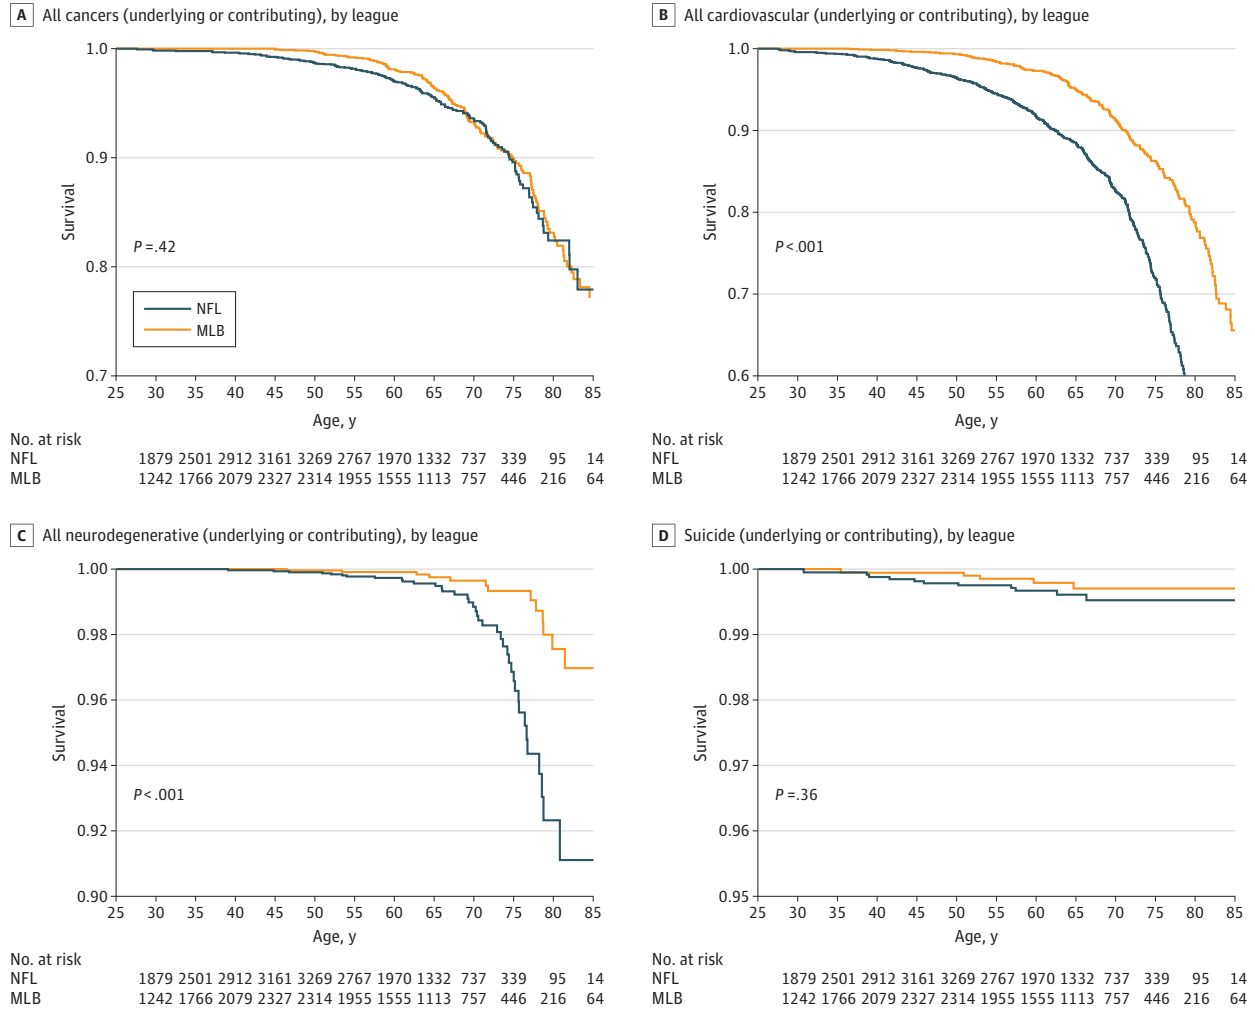 A All cancers (underlying or contributing), by league
1.0
0.9
0.8
0.7
Survival
P=.42
NFL
MLB
25 30 35 40 45 50 55 60 65 70 75 80 85
Age, y
No. at risk
NFL 1879 2501 2912 3161 3269 2767 1970 1332 737 339 95 14
MLB 1242 1766 2079 2327 2314 1955 1555 1113 757 446 216 64
B All cardiovascular (underlying or contributing), by league
1.0
0.9
0.8
0.7
0.6
Survival
P<.001
25 30 35 40 45 50 55 60 65 70 75 80 85
Age, y
No. at risk
NFL 1879 2501 2912 3161 3269 2767 1970 1332 737 339 95 14
MLB 1242 1766 2079 2327 2314 1955 1555 1113 757 446 216 64
C All neurodegenerative (underlying or contributing), by league
1.00
0.98
0.96
0.94
0.92
0.90
Survival
P<.001
25 30 35 40 45 50 55 60 65 70 75 80 85
Age, y
No. at risk
NFL 1879 2501 2912 3161 3269 2767 1970 1332 737 339 95 14
MLB 1242 1766 2079 2327 2314 1955 1555 1113 757 446 216 64
D Suicide (underlying or contributing), by league
1.00
0.99
0.98
0.97
0.96
0.95
Survival
P=.36
25 30 35 40 45 50 55 60 65 70 75 80 85
Age, y
No. at risk
NFL 1879 2501 2912 3161 3269 2767 1970 1332 737 339 95 14
MLB 1242 1766 2079 2327 2314 1955 1555 1113 757 446 216 64